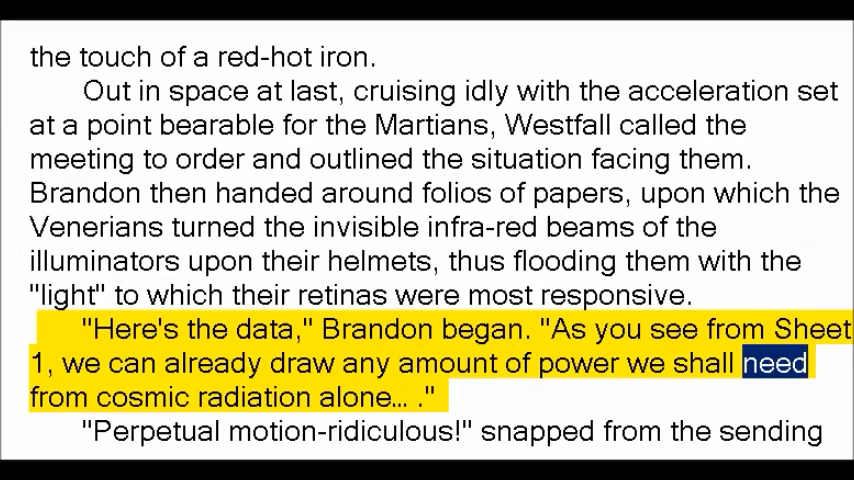 the touch of a red-hot iron.
Out in space at last, cruising idly with the acceleration set
at a point bearable for the Martians, Westfall called the
meeting to order and outlined the situation facing them.
Brandon then handed around folios of papers, upon which the
Venerians turned the invisible infra-red beams of the
illuminators upon their helmets, thus flooding them with the
"light" to which their retinas were most responsive.
"Here's the data," Brandon began. "As you see from Sheet
1, we can already draw any amount of power we shall need
from cosmic radiation alone... ."
"Perpetual motion-ridiculous!" snapped from the sending